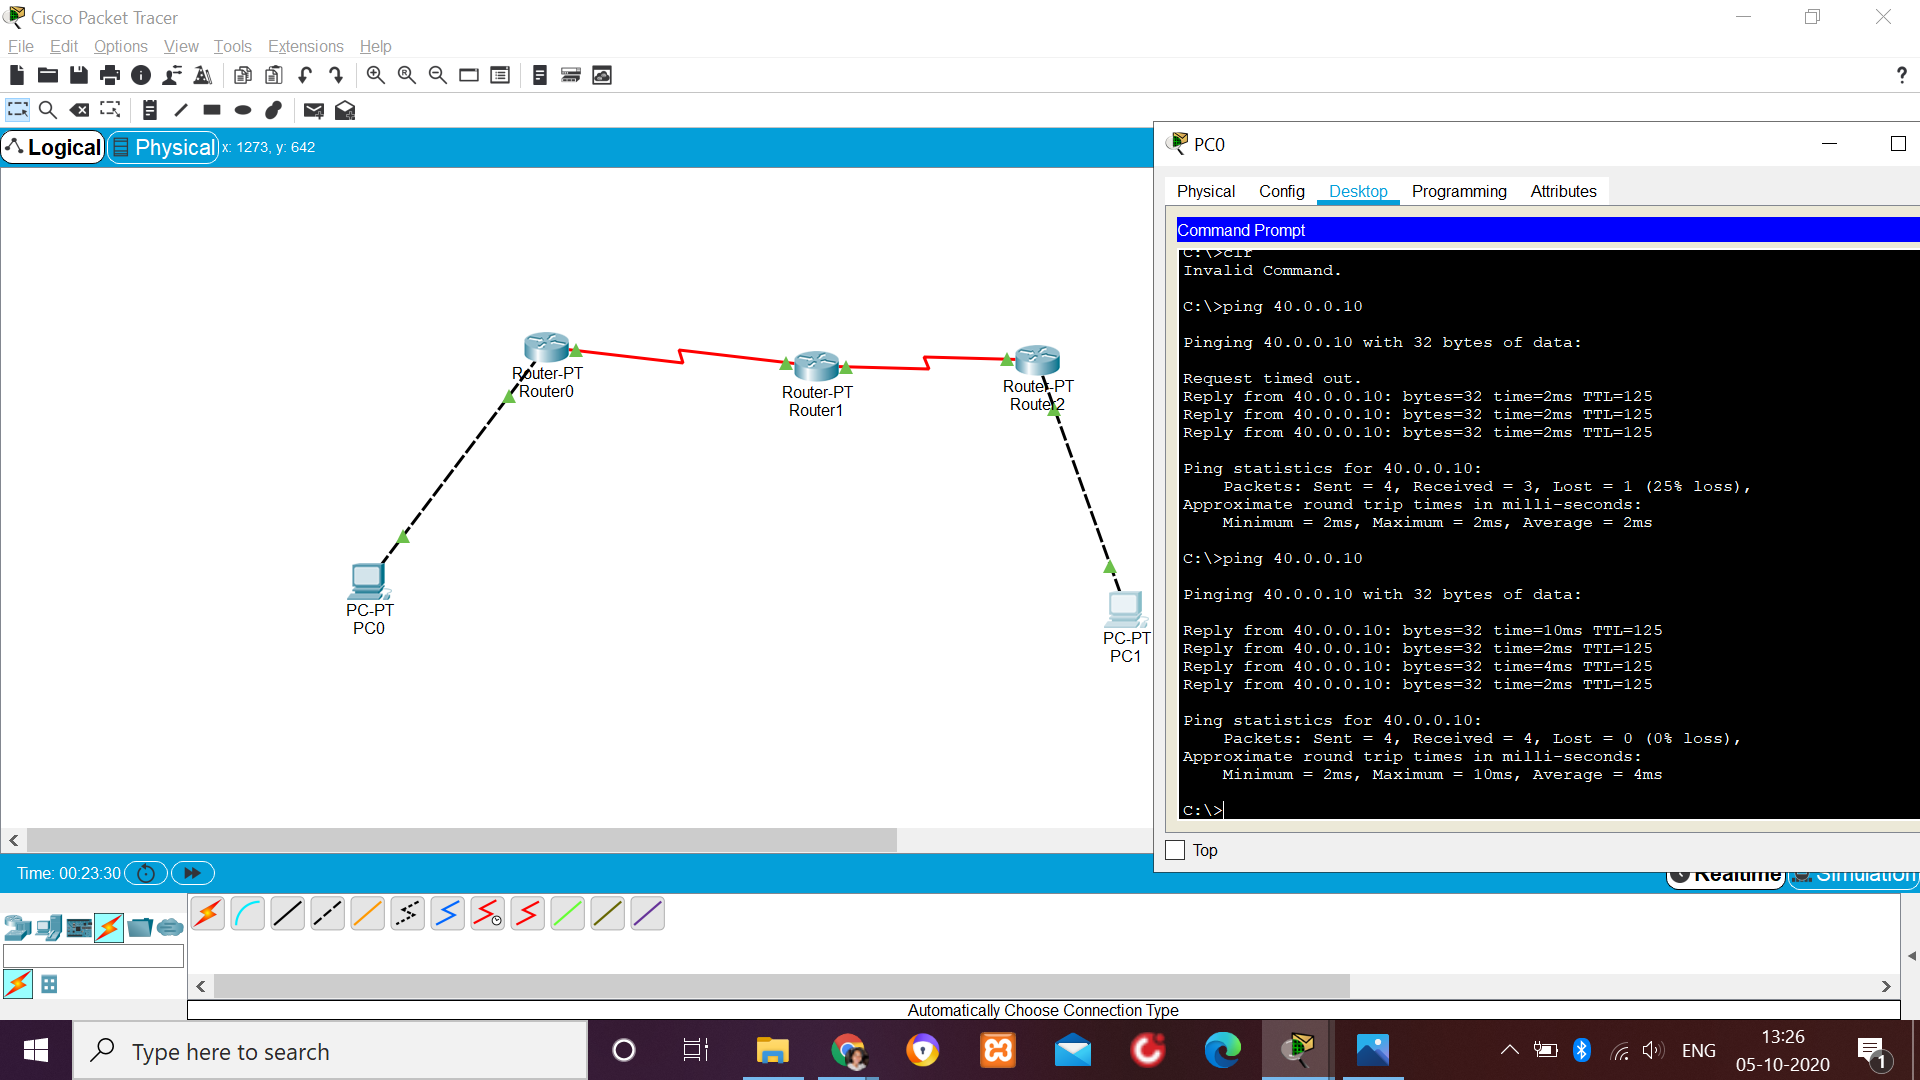 Cisco Packet Tracer
File Edit Options View Tools Extensions Help
?
Logical Physical x: 1273, y: 642
Router-PT
Router0
Router-PT
Router1
Router-PT
Router2
PC-PT
PC0
PC-PT
PC1
PC0
Physical Config Desktop Programming Attributes
Command Prompt
C:\>clr
Invalid Command.
C:\>ping 40.0.0.10
Pinging 40.0.0.10 with 32 bytes of data:
Request timed out.
Reply from 40.0.0.10: bytes=32 time=2ms TTL=125
Reply from 40.0.0.10: bytes=32 time=2ms TTL=125
Reply from 40.0.0.10: bytes=32 time=2ms TTL=125
Ping statistics for 40.0.0.10:
Packets: Sent = 4, Received = 3, Lost = 1 (25% loss),
Approximate round trip times in milli-seconds:
Minimum = 2ms, Maximum = 2ms, Average = 2ms
C:\>ping 40.0.0.10
Pinging 40.0.0.10 with 32 bytes of data:
Reply from 40.0.0.10: bytes=32 time=10ms TTL=125
Reply from 40.0.0.10: bytes=32 time=2ms TTL=125
Reply from 40.0.0.10: bytes=32 time=4ms TTL=125
Reply from 40.0.0.10: bytes=32 time=2ms TTL=125
Ping statistics for 40.0.0.10:
Packets: Sent = 4, Received = 4, Lost = 0 (0% loss),
Approximate round trip times in milli-seconds:
Minimum = 2ms, Maximum = 10ms, Average = 4ms
C:\>
Top
Time: 00:23:30
Realtime Simulation
Automatically Choose Connection Type
Type here to search
ENG
13:26
05-10-2020
1